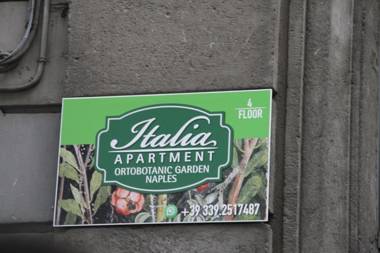 4
FLOOR
Italia
APARTMENT
ORTOBOTANIC GARDEN
NAPLES
+39 339.2517487